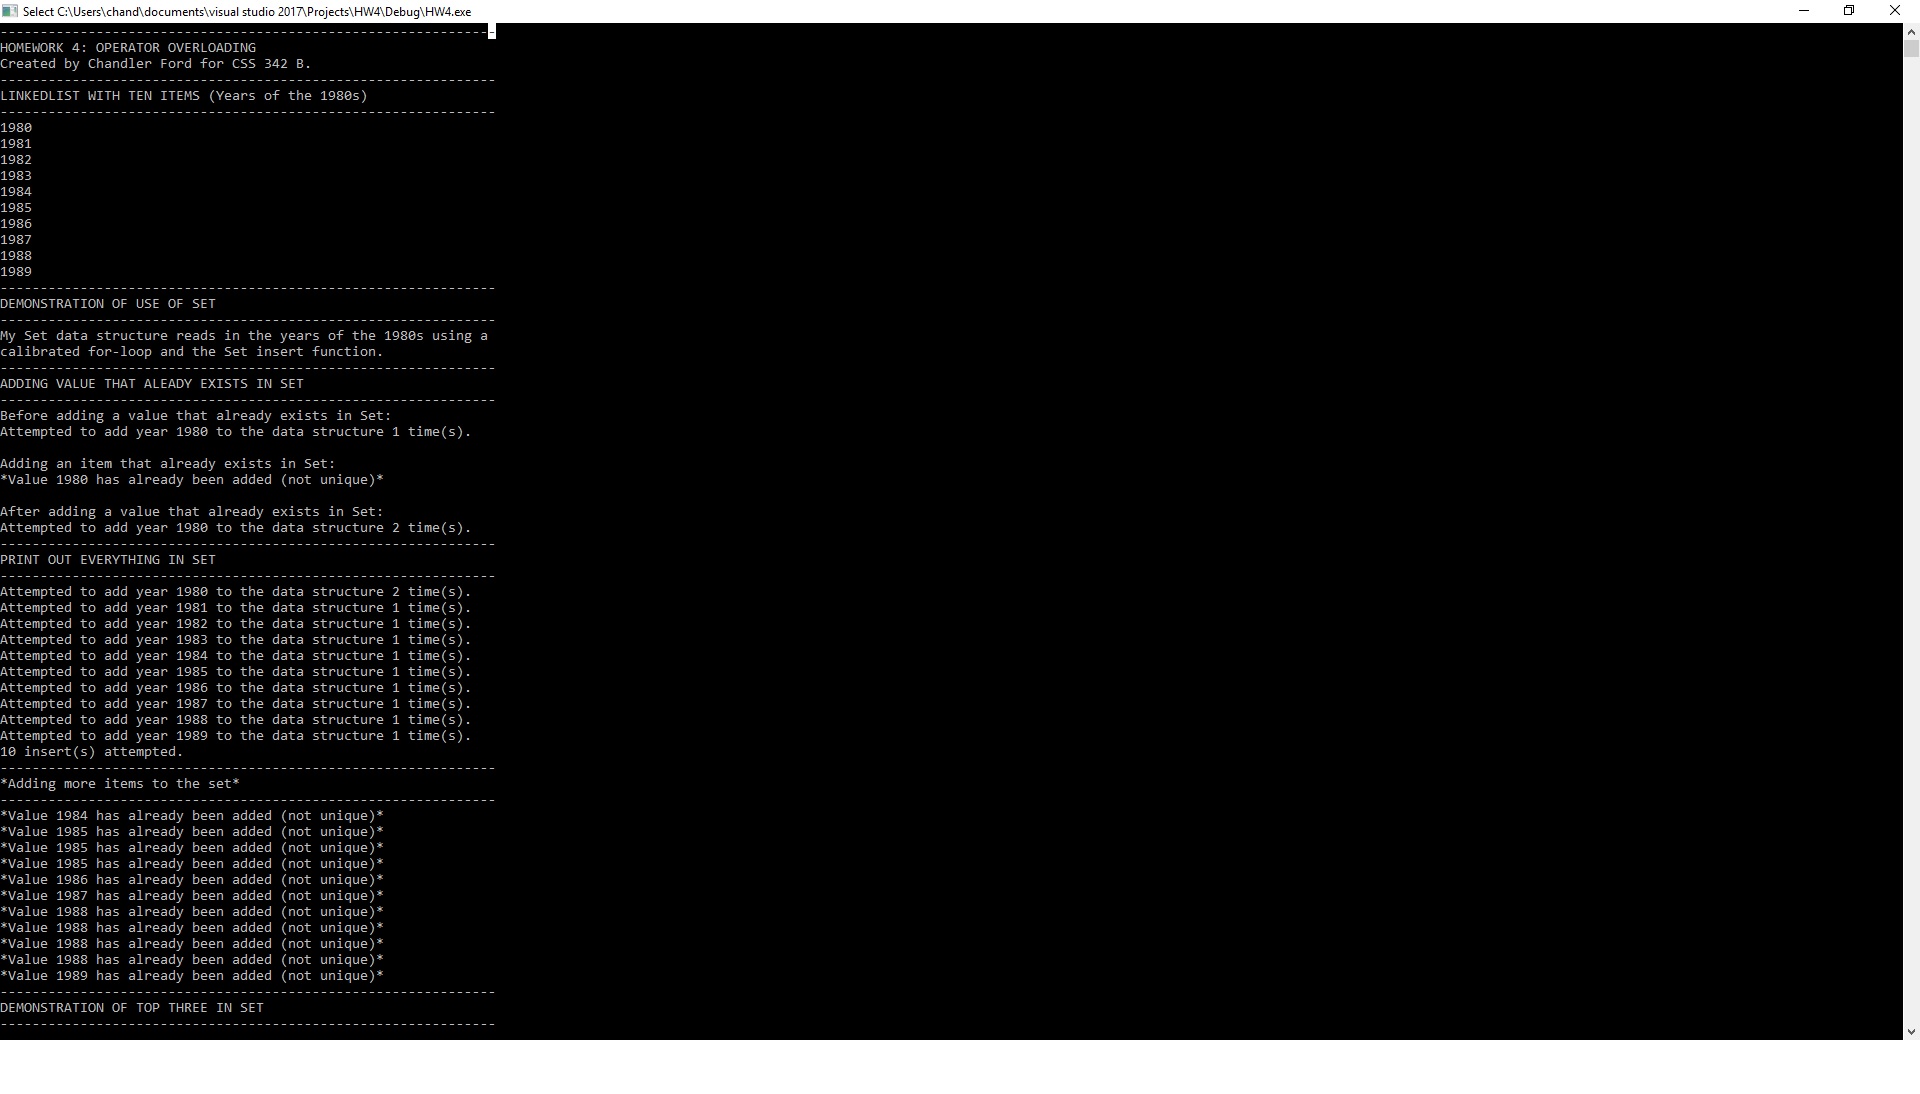 Select C:\Users\chand\documents\visual studio 2017\Projects\HW4\Debug\HW4.exe
--------------------------------------------------------------
HOMEWORK 4: OPERATOR OVERLOADING
Created by Chandler Ford for CSS 342 B.
--------------------------------------------------------------
LINKEDLIST WITH TEN ITEMS (Years of the 1980s)
--------------------------------------------------------------
1980
1981
1982
1983
1984
1985
1986
1987
1988
1989
--------------------------------------------------------------
DEMONSTRATION OF USE OF SET
--------------------------------------------------------------
My Set data structure reads in the years of the 1980s using a
calibrated for-loop and the Set insert function.
--------------------------------------------------------------
ADDING VALUE THAT ALEADY EXISTS IN SET
--------------------------------------------------------------
Before adding a value that already exists in Set:
Attempted to add year 1980 to the data structure 1 time(s).

Adding an item that already exists in Set:
*Value 1980 has already been added (not unique)*

After adding a value that already exists in Set:
Attempted to add year 1980 to the data structure 2 time(s).
--------------------------------------------------------------
PRINT OUT EVERYTHING IN SET
--------------------------------------------------------------
Attempted to add year 1980 to the data structure 2 time(s).
Attempted to add year 1981 to the data structure 1 time(s).
Attempted to add year 1982 to the data structure 1 time(s).
Attempted to add year 1983 to the data structure 1 time(s).
Attempted to add year 1984 to the data structure 1 time(s).
Attempted to add year 1985 to the data structure 1 time(s).
Attempted to add year 1986 to the data structure 1 time(s).
Attempted to add year 1987 to the data structure 1 time(s).
Attempted to add year 1988 to the data structure 1 time(s).
Attempted to add year 1989 to the data structure 1 time(s).
10 insert(s) attempted.
--------------------------------------------------------------
*Adding more items to the set*
--------------------------------------------------------------
*Value 1984 has already been added (not unique)*
*Value 1985 has already been added (not unique)*
*Value 1985 has already been added (not unique)*
*Value 1985 has already been added (not unique)*
*Value 1986 has already been added (not unique)*
*Value 1987 has already been added (not unique)*
*Value 1988 has already been added (not unique)*
*Value 1988 has already been added (not unique)*
*Value 1988 has already been added (not unique)*
*Value 1988 has already been added (not unique)*
*Value 1989 has already been added (not unique)*
--------------------------------------------------------------
DEMONSTRATION OF TOP THREE IN SET
--------------------------------------------------------------